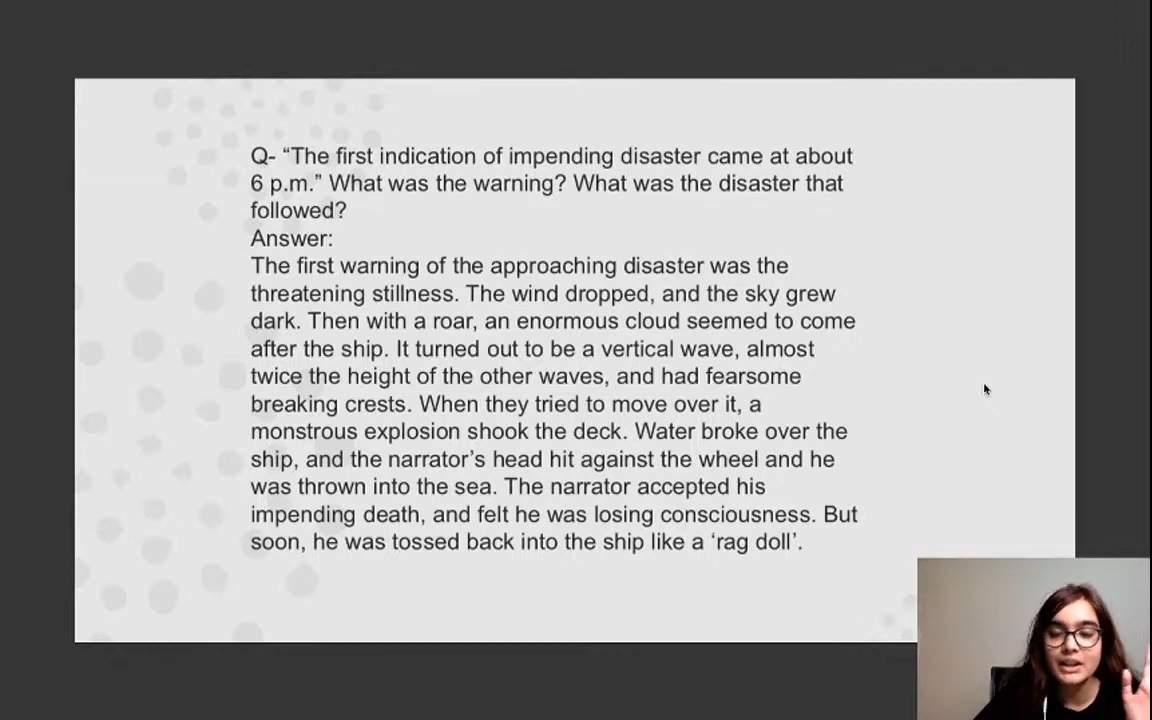 Q- “The first indication of impending disaster came at about
6 p.m.” What was the warning? What was the disaster that
followed?
Answer:
The first warning of the approaching disaster was the
threatening stillness. The wind dropped, and the sky grew
dark. Then with a roar, an enormous cloud seemed to come
after the ship. It turned out to be a vertical wave, almost
twice the height of the other waves, and had fearsome
breaking crests. When they tried to move over it, a
monstrous explosion shook the deck. Water broke over the
ship, and the narrator’s head hit against the wheel and he
was thrown into the sea. The narrator accepted his
impending death, and felt he was losing consciousness. But
soon, he was tossed back into the ship like a ‘rag doll’.